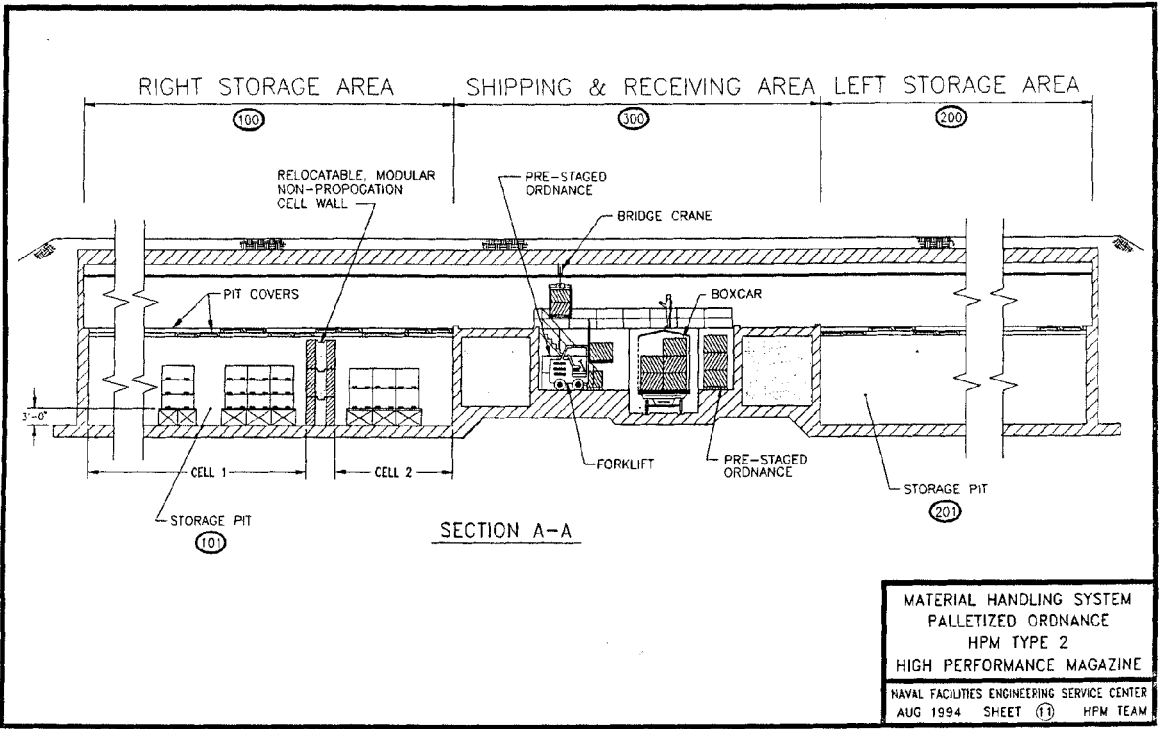 RIGHT STORAGE AREA
SHIPPING & RECEIVING AREA
LEFT STORAGE AREA
100
300
200
RELOCATABLE, MODULAR
NON-PROPOGATION
CELL WALL
PRE-STAGED
ORDNANCE
BRIDGE CRANE
PIT COVERS
BOXCAR
3'-0"
CELL 1
CELL 2
FORKLIFT
PRE-STAGED
ORDNANCE
STORAGE PIT
201
STORAGE PIT
101
SECTION A-A
MATERIAL HANDLING SYSTEM
PALLETIZED ORDNANCE
HPM TYPE 2
HIGH PERFORMANCE MAGAZINE
NAVAL FACILITIES ENGINEERING SERVICE CENTER
AUG 1994 SHEET 11 HPM TEAM